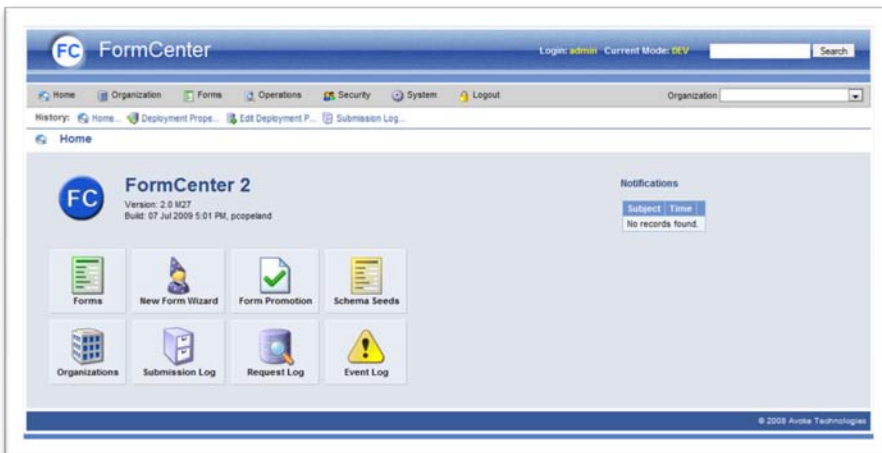 FC FormCenter Login: admin Current Mode: DEV Search
Home Organization Forms Operations Security System Logout Organization
History: Home... Deployment Prope... Edit Deployment P... Submission Log...
Home
FC
FormCenter 2
Version: 2.0 M27
Build: 07 Jul 2009 5:01 PM, pcopeland
Notifications
Subject Time
No records found.
Forms New Form Wizard Form Promotion Schema Seeds
Organizations Submission Log Request Log Event Log
© 2008 Avoka Technologies